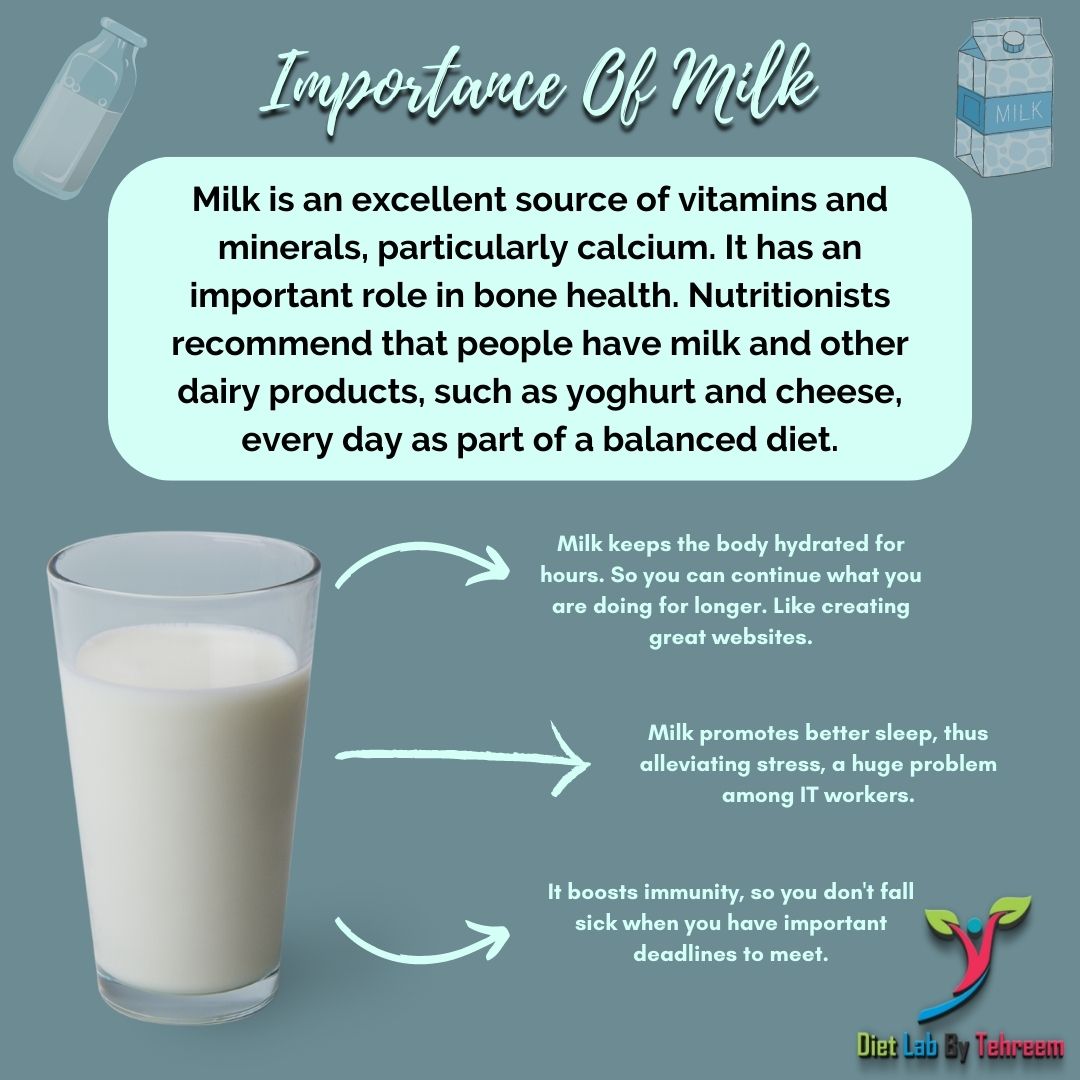 Importance Of Milk
MILK
Milk is an excellent source of vitamins and
minerals, particularly calcium. It has an
important role in bone health. Nutritionists
recommend that people have milk and other
dairy products, such as yoghurt and cheese,
every day as part of a balanced diet.
Milk keeps the body hydrated for
hours. So you can continue what you
are doing for longer. Like creating
great websites.
Milk promotes better sleep, thus
alleviating stress, a huge problem
among IT workers.
It boosts immunity, so you don't fall
sick when you have important
deadlines to meet.
Diet Lab By Tehreem